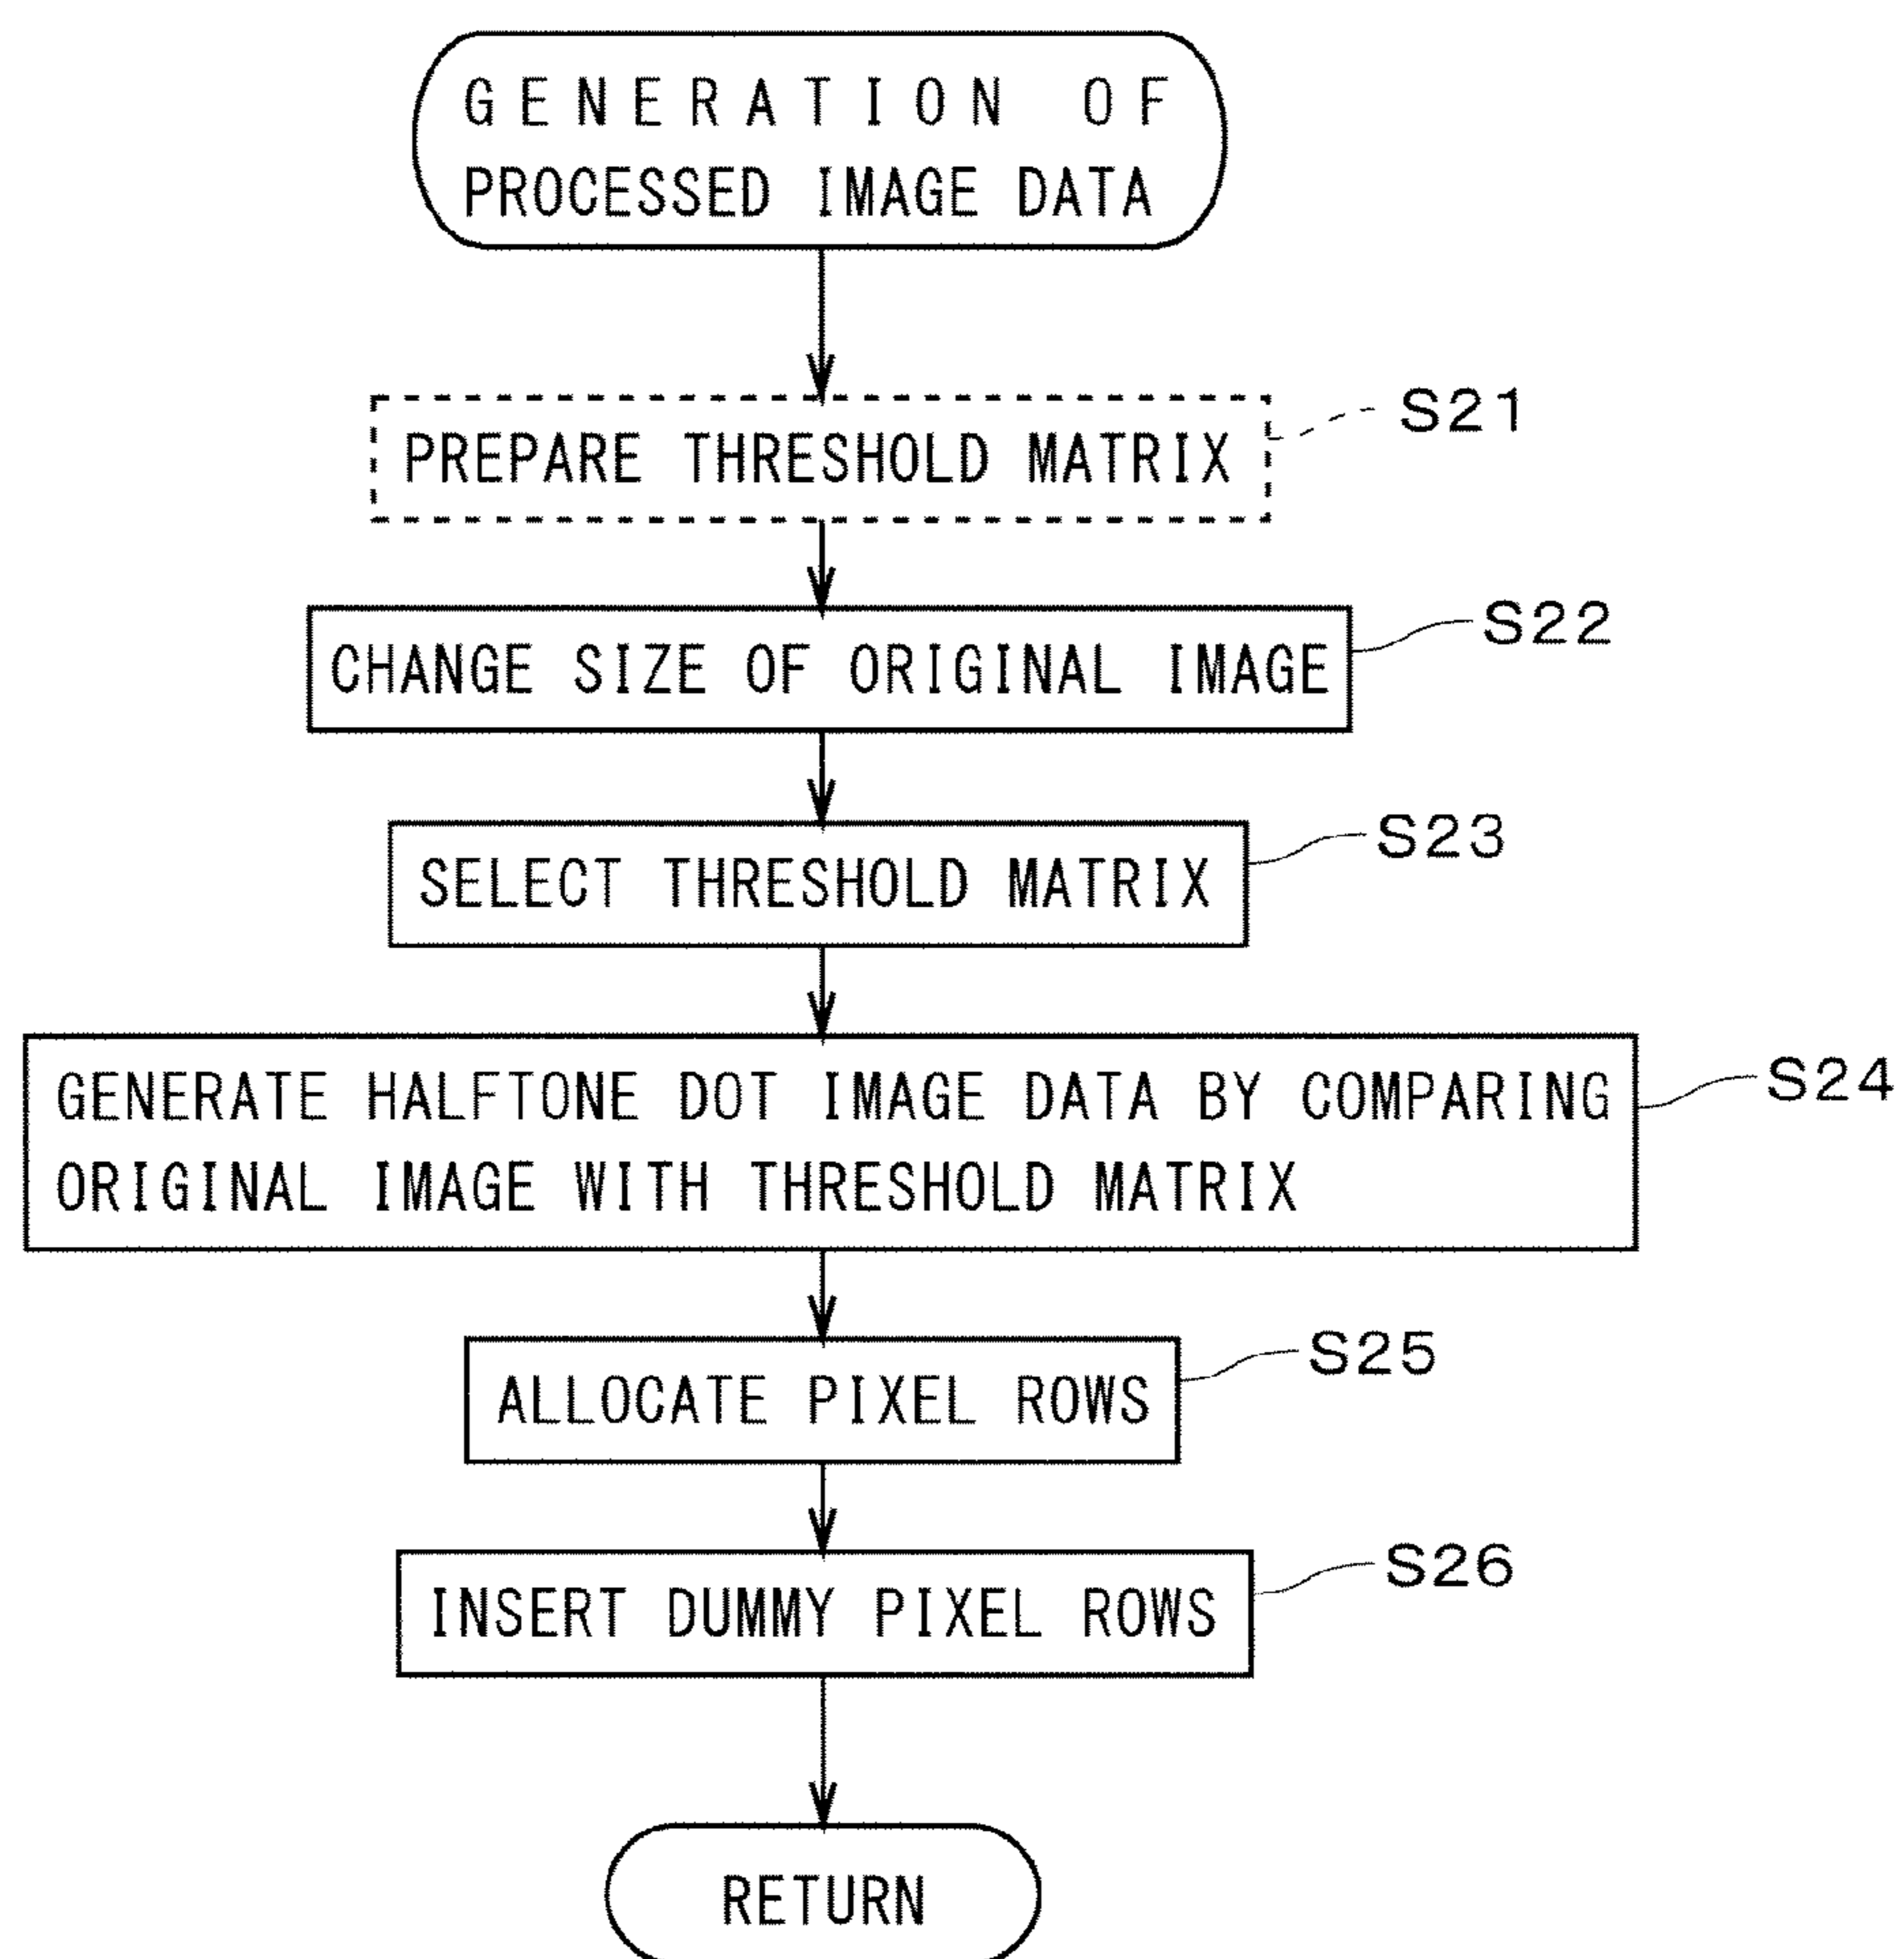 GENERATION OF
PROCESSED IMAGE DATA
PREPARE THRESHOLD MATRIX
S21
CHANGE SIZE OF ORIGINAL IMAGE
S22
SELECT THRESHOLD MATRIX
S23
GENERATE HALFTONE DOT IMAGE DATA BY COMPARING
ORIGINAL IMAGE WITH THRESHOLD MATRIX
S24
ALLOCATE PIXEL ROWS
S25
INSERT DUMMY PIXEL ROWS
S26
RETURN